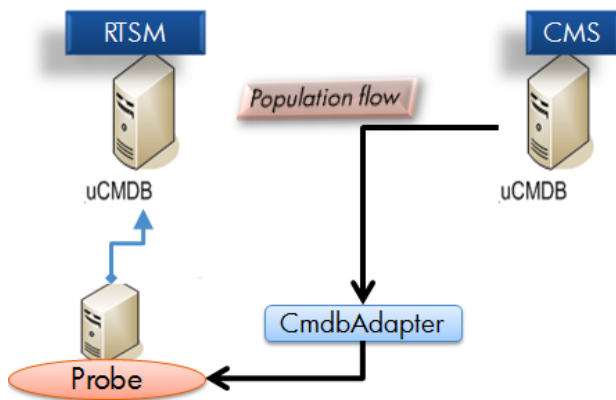 RTSM
CMS
Population flow
uCMDB
uCMDB
CmdbAdapter
Probe